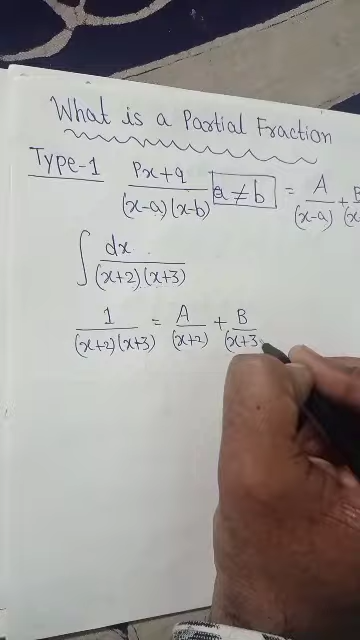 What is a Partial Fraction
Type-1 Px+q/(x-a)(x-b) a≠b = A/(x-a) + B/(x
∫ dx/(x+2)(x+3)
1/(x+2)(x+3) = A/(x+2) + B/(x+3